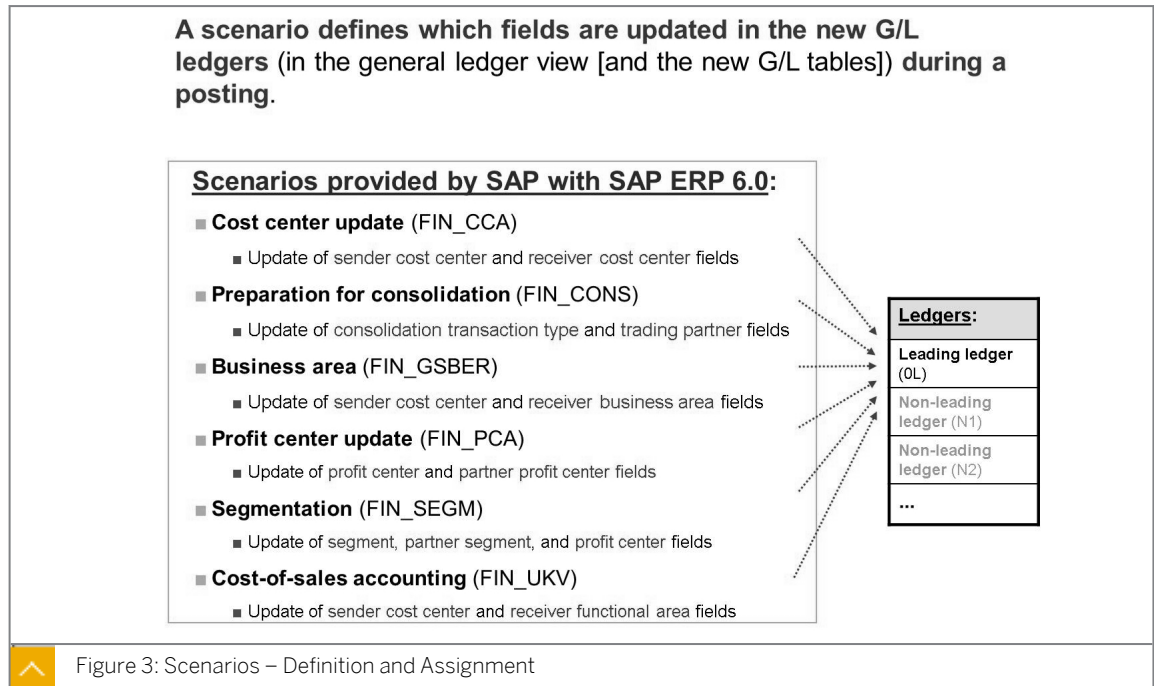 A scenario defines which fields are updated in the new G/L
ledgers (in the general ledger view [and the new G/L tables]) during a
posting.
Scenarios provided by SAP with SAP ERP 6.0:
Cost center update (FIN_CCA)
Update of sender cost center and receiver cost center fields
Preparation for consolidation (FIN_CONS)
Update of consolidation transaction type and trading partner fields
Business area (FIN_GSBER)
Update of sender cost center and receiver business area fields
Profit center update (FIN_PCA)
Update of profit center and partner profit center fields
Segmentation (FIN_SEGM)
Update of segment, partner segment, and profit center fields
Cost-of-sales accounting (FIN_UKV)
Update of sender cost center and receiver functional area fields
Ledgers:
Leading ledger
(0L)
Non-leading
ledger (N1)
Non-leading
ledger (N2)
...
Figure 3: Scenarios – Definition and Assignment